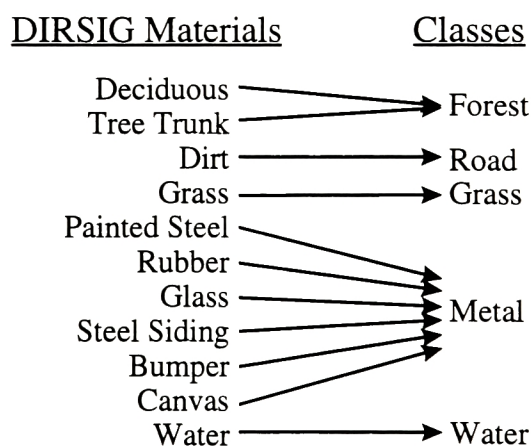 DIRSIG Materials Classes
Deciduous
Forest
Tree Trunk
Dirt Road
Grass Grass
Painted Steel
Rubber
Glass
Metal
Steel Siding
Bumper
Canvas
Water Water